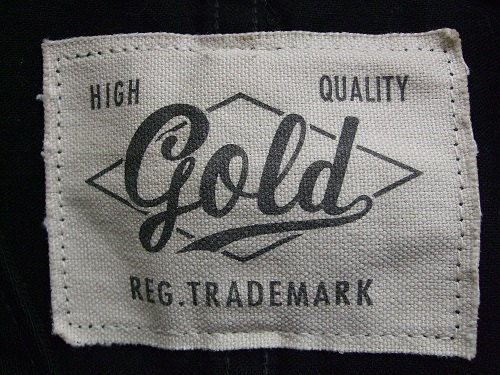 HIGH QUALITY
Gold
REG. TRADEMARK